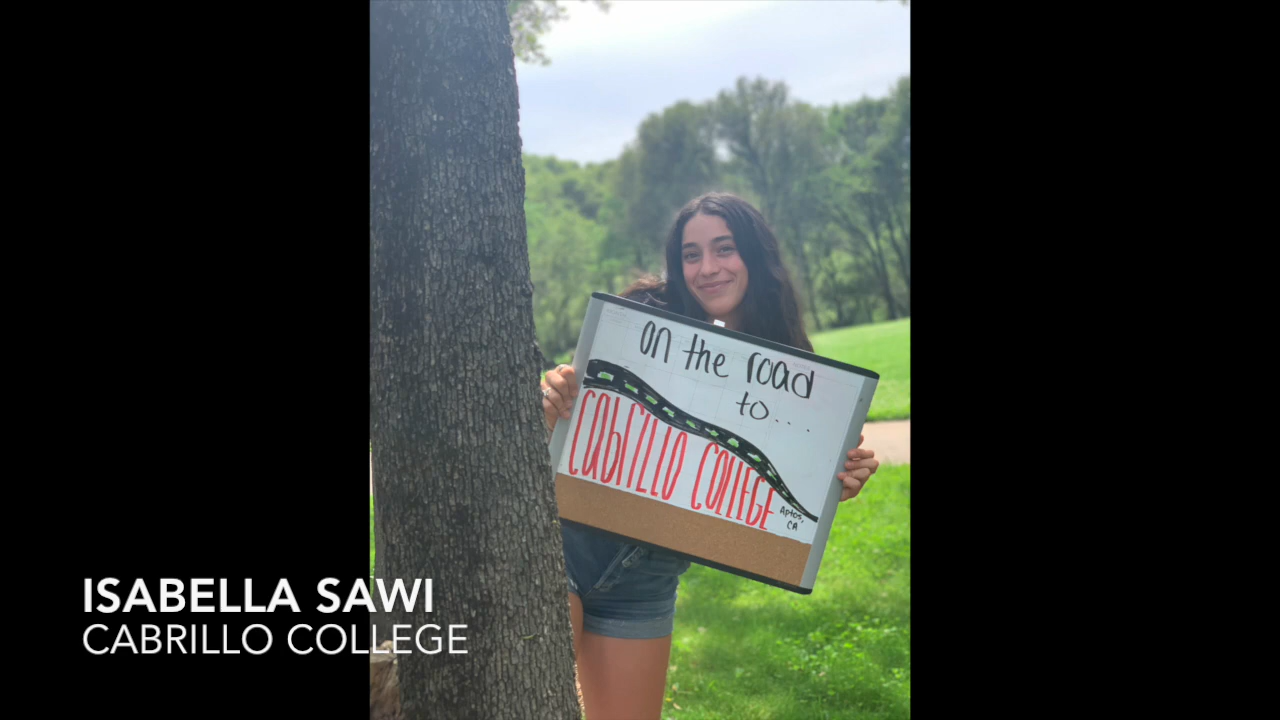 on the road
to...
CabRILLO COLLEGE
Aptos,
CA
ISABELLA SAWI
CABRILLO COLLEGE